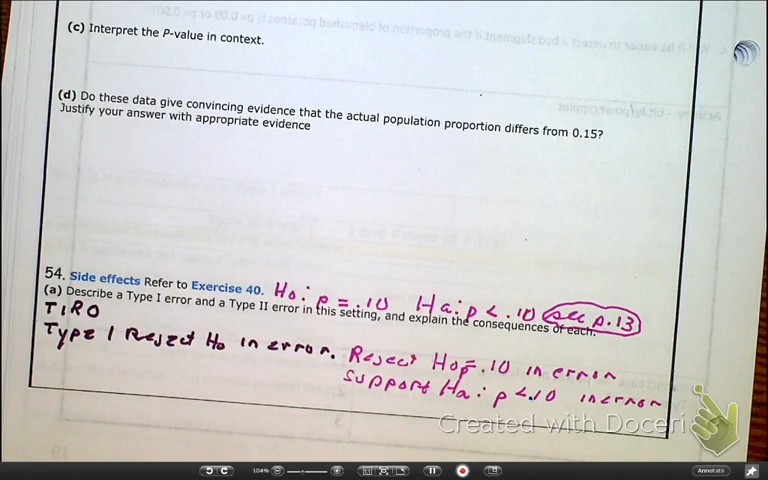 (c) Interpret the P-value in context.
(d) Do these data give convincing evidence that the actual population proportion differs from 0.15?
Justify your answer with appropriate evidence
54. Side effects Refer to Exercise 40. Ho: p = .10 Ha: p < .10 see p. 13
(a) Describe a Type I error and a Type II error in this setting, and explain the consequences of each.
T1RO
Type 1 Reject Ho in error. Reject Ho p = .10 in error
Support Ha: p < .10 in error
Created with Doceri
104%
Annotate